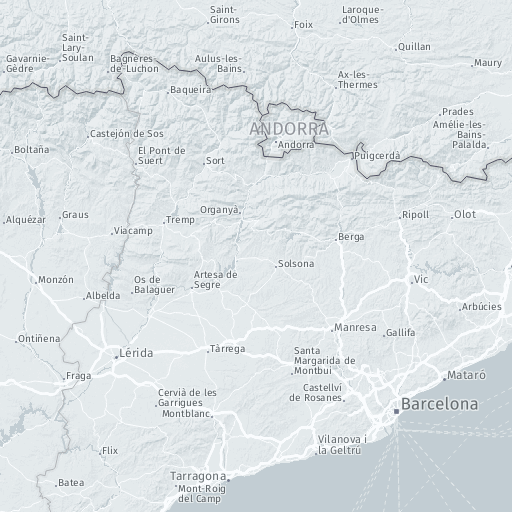 Saint-
Girons
Foix
Laroque-
d'Olmes
Gavarnie-
Gèdre
Saint-
Lary-
Soulan
Bagnères
de-Luchon
Aulus-les-
Bains
Quillan
Maury
Ax-les-
Thermes
Baqueira
Prades
ANDORRA
Andorra
Amélie-les-
Bains-
Palalda
Castejón de Sos
Boltaña
El Pont de
Suert
Sort
Puigcerdà
Alquézar
Graus
Organyà
Ripoll
Olot
Viacamp
Tremp
Berga
Monzón
Os de
Balaguer
Artesa de
Segre
Solsona
Vic
Albelda
Arbúcies
Ontiñena
Manresa
Gallifa
Lérida
Tàrrega
Santa
Margarida de
Montbui
Fraga
Mataró
Cervià de les
Garrigues
Castellví
de Rosanes
Barcelona
Montblanc
Flix
Vilanova i
la Geltrú
Batea
Tarragona
Mont-Roig
del Camp